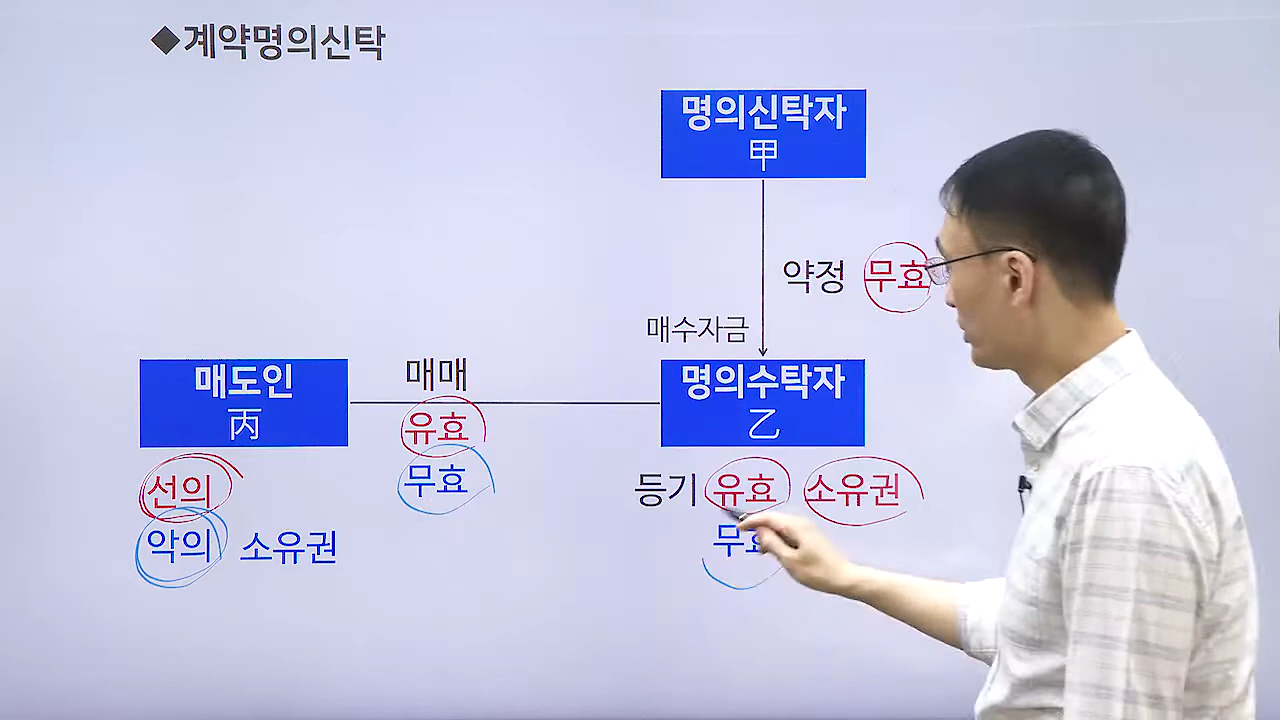 ◆계약명의신탁
명의신탁자
甲
약정 무효
매수자금
매도인
丙
매매
유효
무효
명의수탁자
乙
선의
악의 소유권
등기 유효 소유권
무효